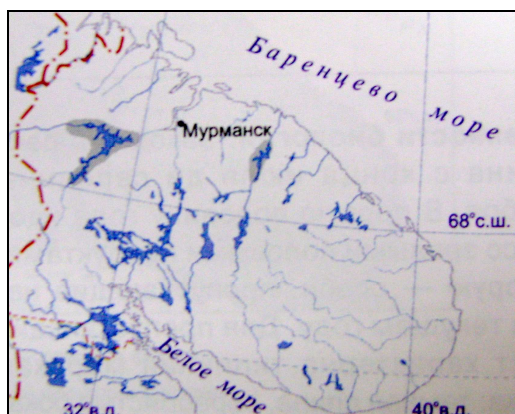 Баренцево море
Мурманск
68°с.ш.
Белое море
32°в.д.
40°в.д.